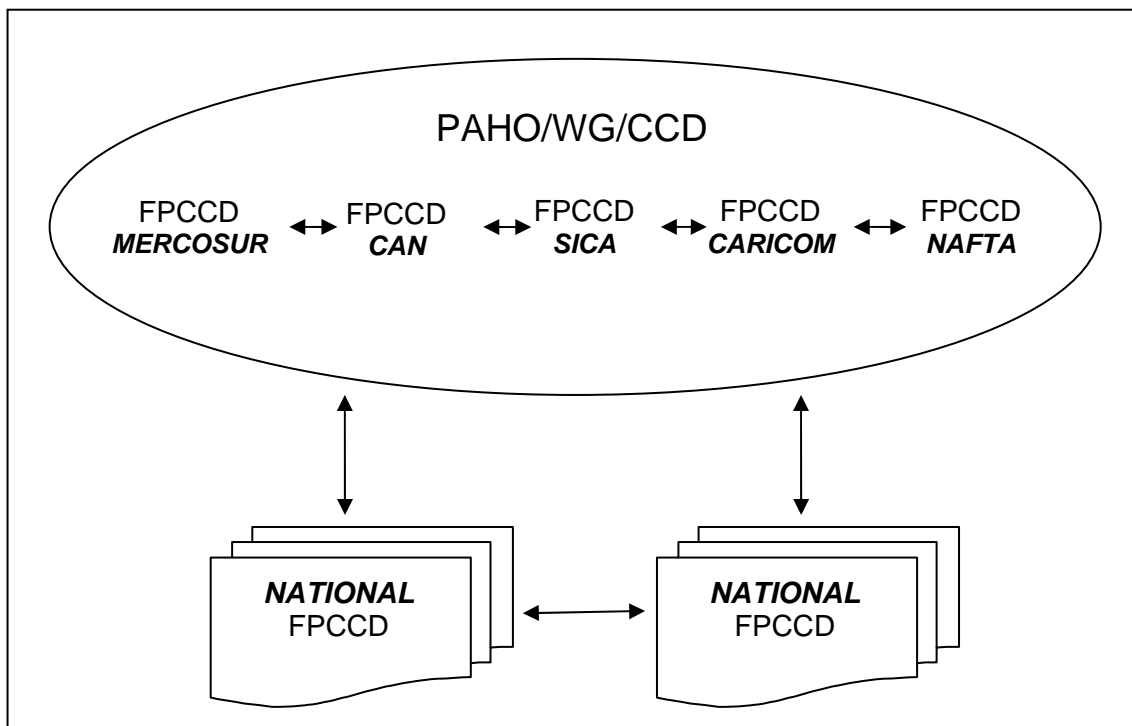 PAHO/WG/CCD
FPCCD
MERCOSUR
FPCCD
CAN
FPCCD
SICA
FPCCD
CARICOM
FPCCD
NAFTA
NATIONAL
FPCCD
NATIONAL
FPCCD